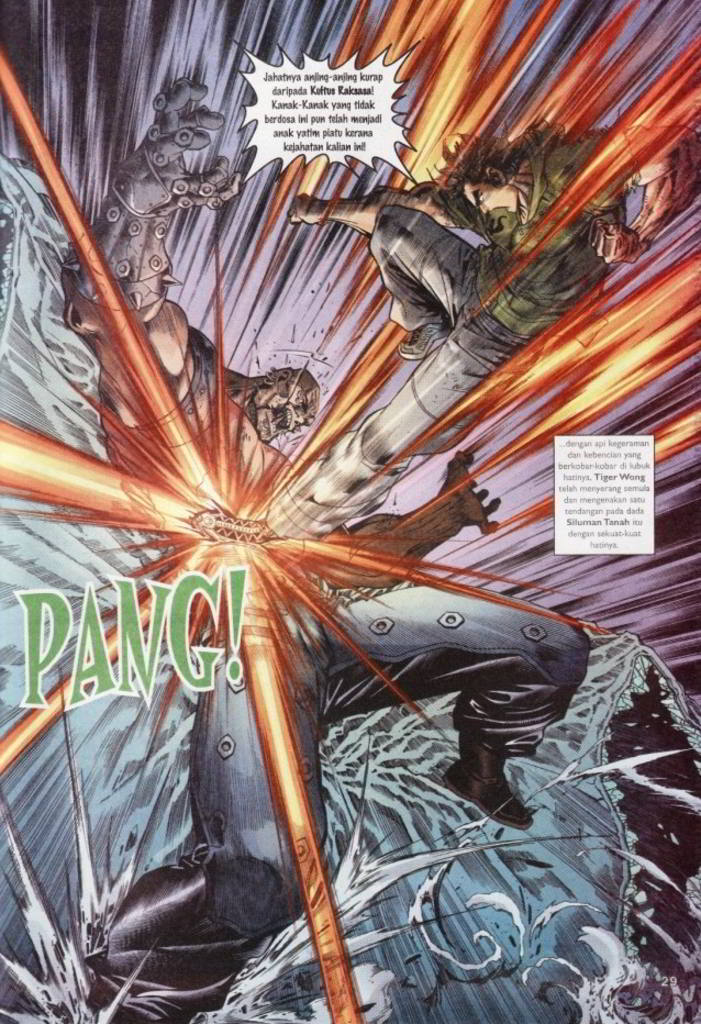 Jahatnya anjing-anjing kurap
daripada Kultus Raksasa!
Kanak-Kanak yang tidak
berdosa ini pun telah menjadi
anak yatim piatu kerana
kejahatan kalian ini!
...dengan api kegeraman
dan kebencian yang
berkobar-kobar di lubuk
hatinya, Tiger Wong
telah menyerang semula
dan mengenakan satu
tendangan pada dada
Siluman Tanah itu
dengan sekuat-kuat
hatinya.
PANG!
29